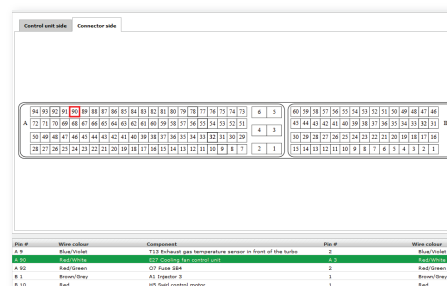 Control unit side Connector side
94 93 92 91 90 89 88 87 86 85 84 83 82 81 80 79 78 77 76 75 74 73 6 5 60 59 58 57 56 55 54 53 52 51 50 49 48 47 46
A 72 71 70 69 68 67 66 65 64 63 62 61 60 59 58 57 56 55 54 53 52 51 4 3 45 44 43 42 41 40 39 38 37 36 35 34 33 32 31 B
50 49 48 47 46 45 44 43 42 41 40 39 38 37 36 35 34 33 32 31 30 29 30 29 28 27 26 25 24 23 22 21 20 19 18 17 16
28 27 26 25 24 23 22 21 20 19 18 17 16 15 14 13 12 11 10 9 8 7 2 1 15 14 13 12 11 10 9 8 7 6 5 4 3 2 1
Pin # Wire colour Component Pin # Wire colour
A 9 Blue/Violet T13 Exhaust gas temperature sensor in front of the turbo 2 Blue/Violet
A 90 Red/White E27 Cooling fan control unit A 3 Red/White
A 92 Red/Green O7 Fuse SB4 2 Red/Green
B 1 Brown/Grey A1 Injector 3 1 Brown/Grey
B 10 Red H5 Swirl control motor 1 Red